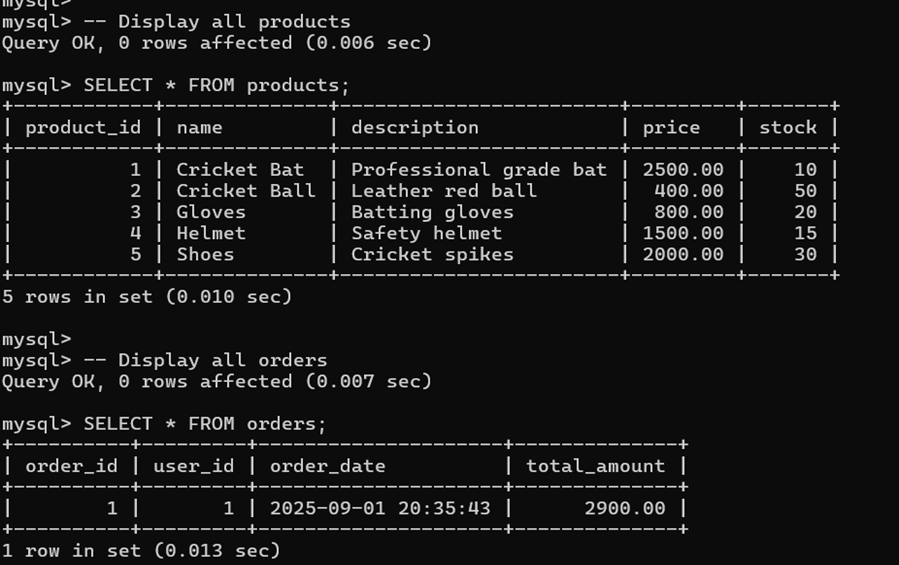 mysql>
mysql> -- Display all products
Query OK, 0 rows affected (0.006 sec)
mysql> SELECT * FROM products;
+------------+--------------+------------------------+---------+-------+
| product_id | name         | description            | price   | stock |
+------------+--------------+------------------------+---------+-------+
|          1 | Cricket Bat  | Professional grade bat | 2500.00 |    10 |
|          2 | Cricket Ball | Leather red ball       |  400.00 |    50 |
|          3 | Gloves       | Batting gloves         |  800.00 |    20 |
|          4 | Helmet       | Safety helmet          | 1500.00 |    15 |
|          5 | Shoes        | Cricket spikes         | 2000.00 |    30 |
+------------+--------------+------------------------+---------+-------+
5 rows in set (0.010 sec)
mysql>
mysql> -- Display all orders
Query OK, 0 rows affected (0.007 sec)
mysql> SELECT * FROM orders;
+----------+---------+---------------------+--------------+
| order_id | user_id | order_date          | total_amount |
+----------+---------+---------------------+--------------+
|        1 |       1 | 2025-09-01 20:35:43 |      2900.00 |
+----------+---------+---------------------+--------------+
1 row in set (0.013 sec)